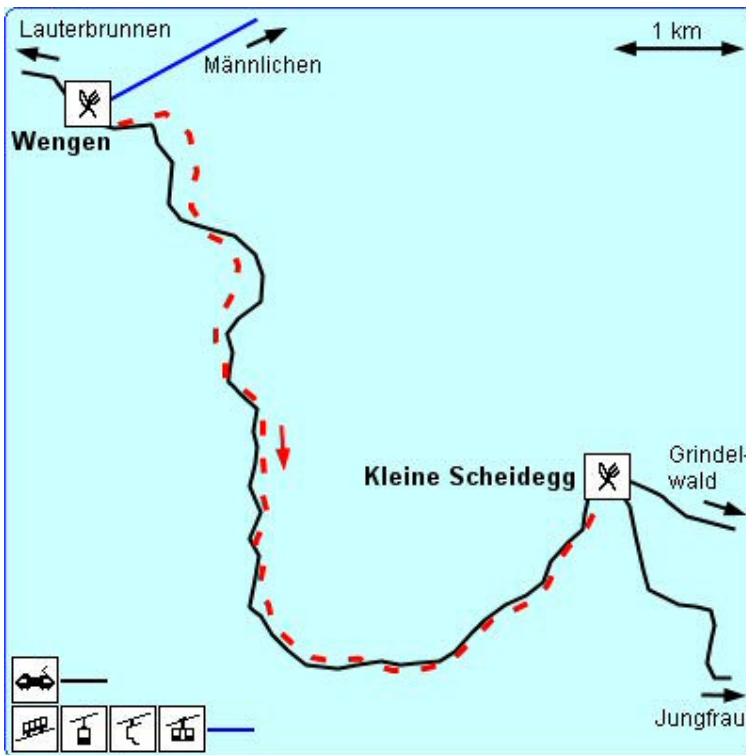 Lauterbrunnen
1 km
Männlichen
Wengen
Kleine Scheidegg
Grindel-
wald
Jungfrau